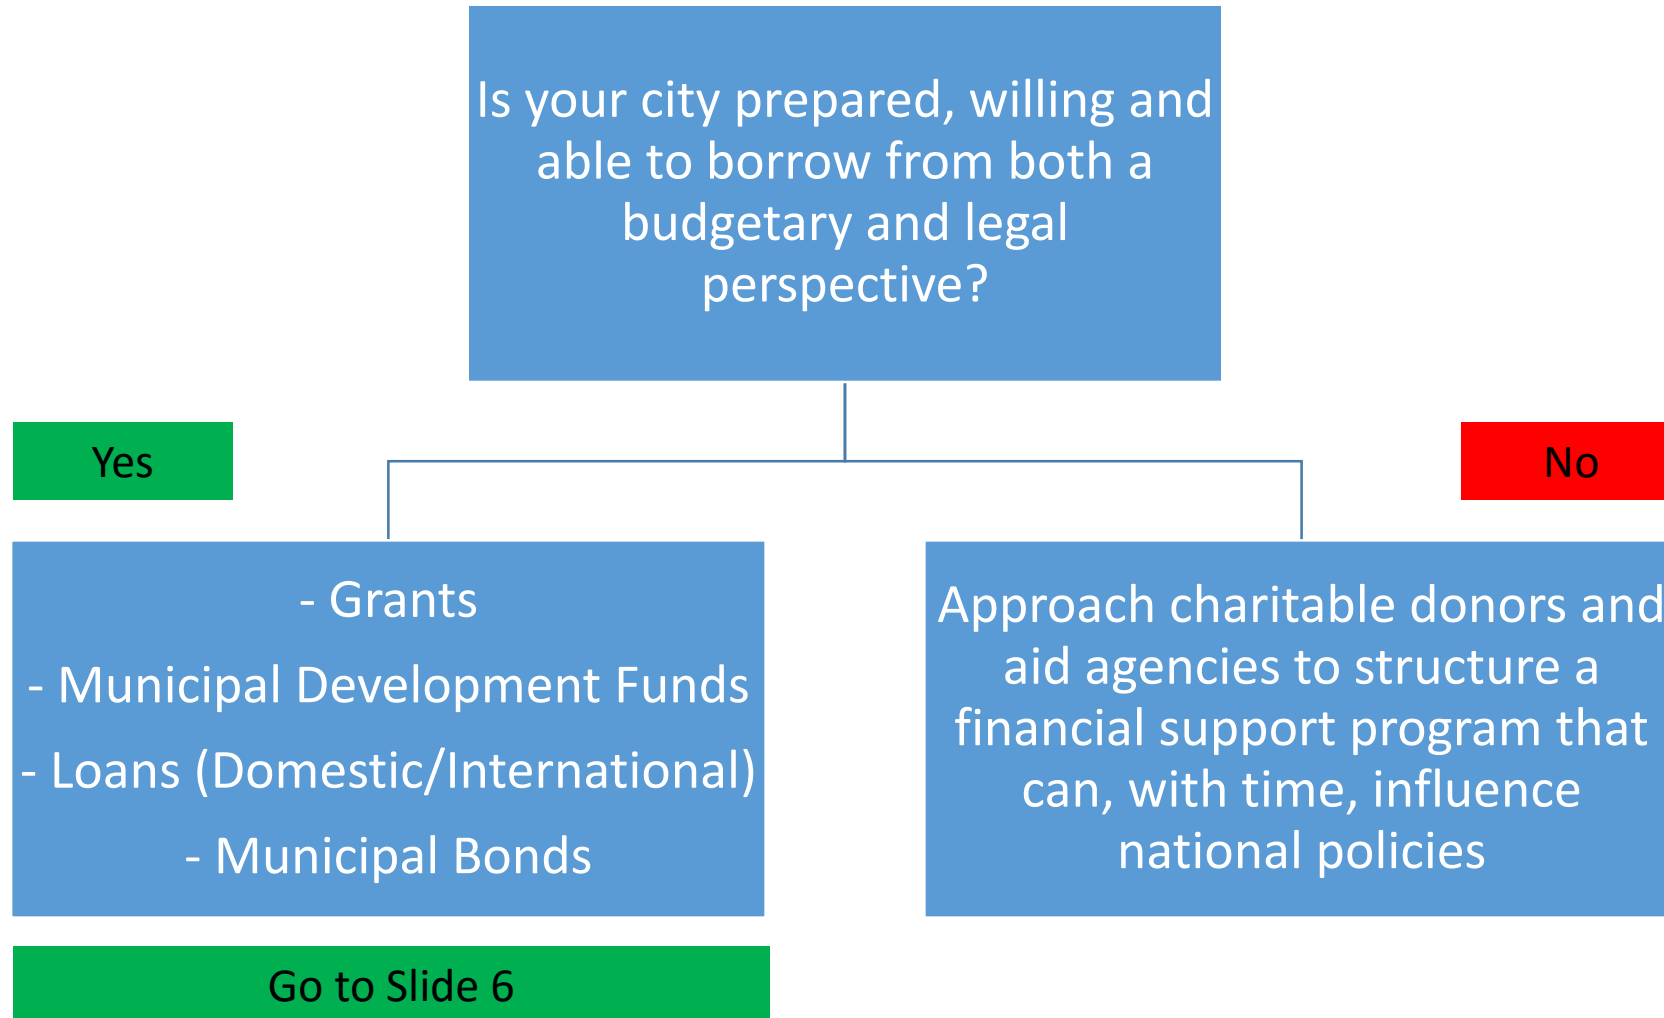 Is your city prepared, willing and
able to borrow from both a
budgetary and legal
perspective?
Yes
No
- Grants
- Municipal Development Funds
- Loans (Domestic/International)
- Municipal Bonds
Approach charitable donors and
aid agencies to structure a
financial support program that
can, with time, influence
national policies
Go to Slide 6